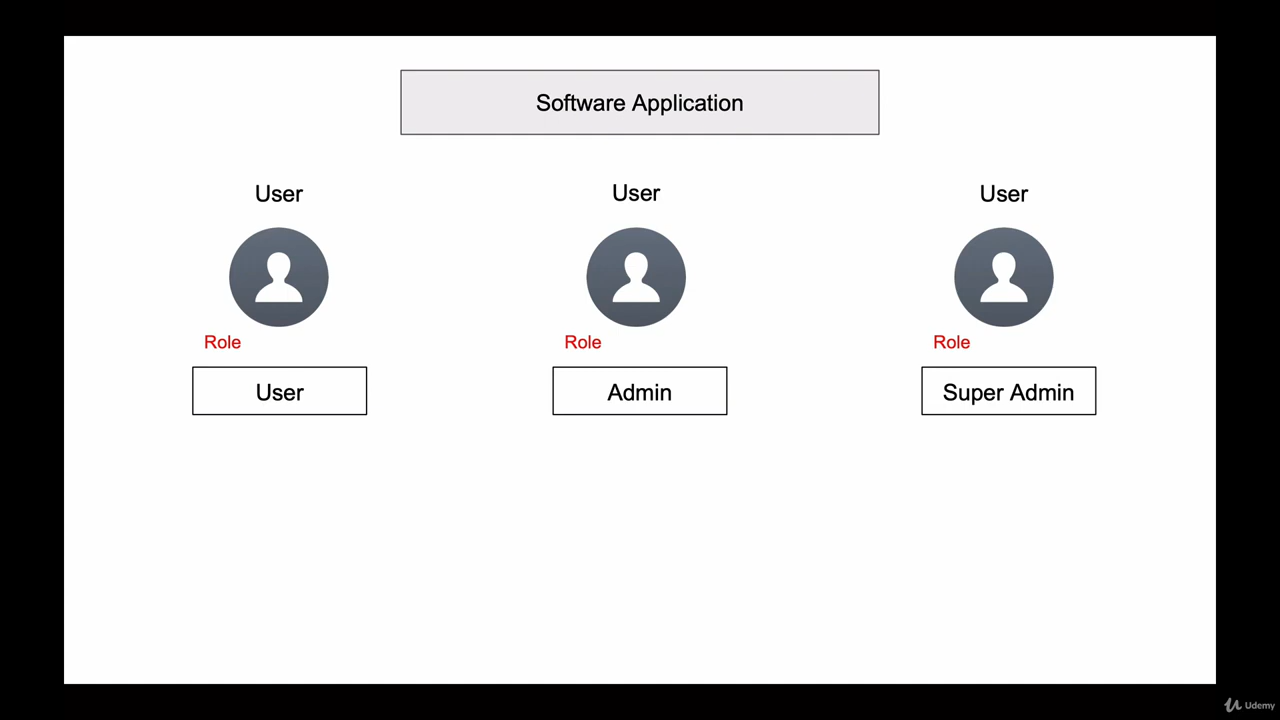 Software Application
User
User
User
Role
Role
Role
User
Admin
Super Admin
Udemy